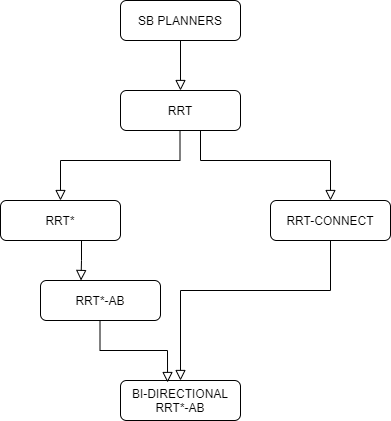 SB PLANNERS
RRT
RRT*
RRT-CONNECT
RRT*-AB
BI-DIRECTIONAL
RRT*-AB